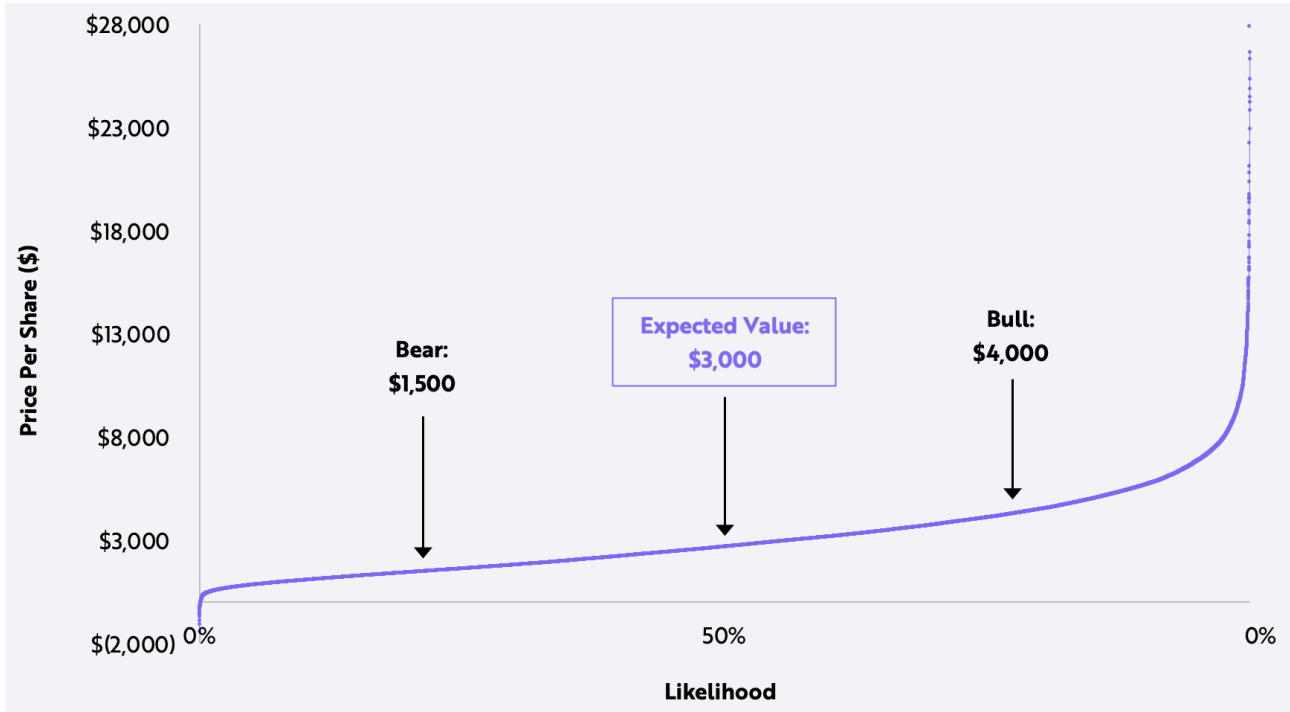 $28,000
$23,000
$18,000
$13,000
$8,000
$3,000
$(2,000)
Price Per Share ($)
Bear:
$1,500
Expected Value:
$3,000
Bull:
$4,000
0%
50%
0%
Likelihood